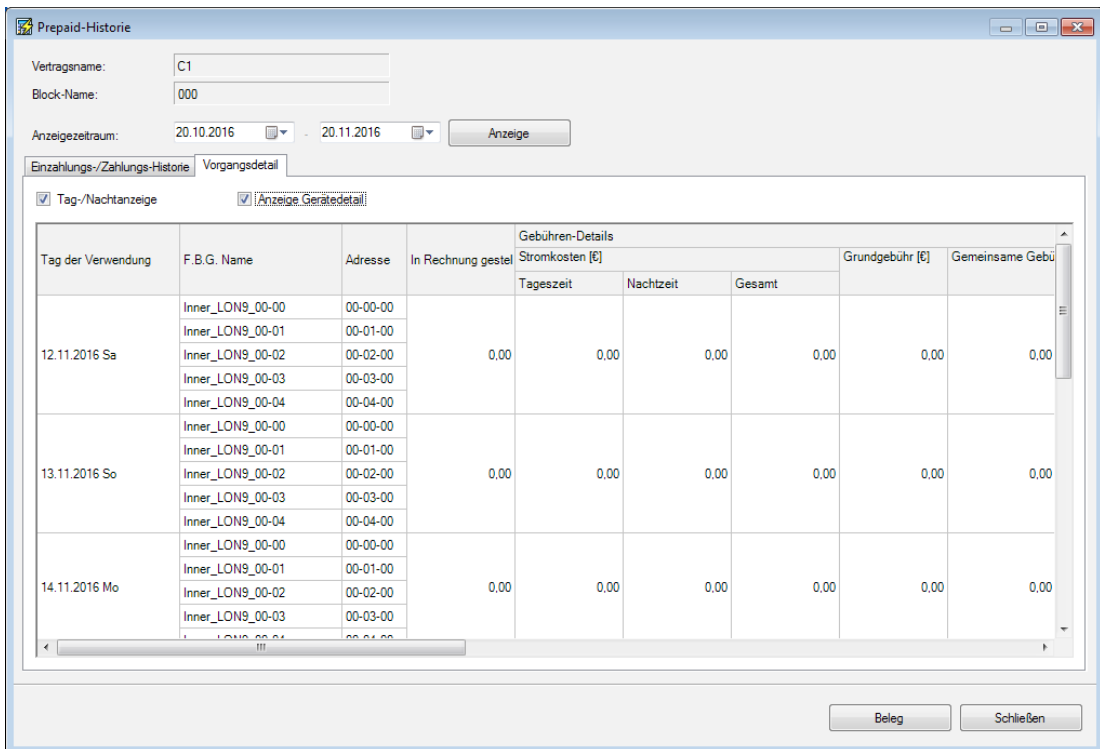 Prepaid-Historie
Vertragsname: C1
Block-Name: 000
Anzeigezeitraum: 20.10.2016 - 20.11.2016 Anzeige
Einzahlungs-/Zahlungs-Historie Vorgangsdetail
Tag-/Nachtanzeige Anzeige Gerätedetail
Gebühren-Details
Tag der Verwendung F.B.G. Name Adresse In Rechnung gestel Stromkosten [€] Grundgebühr [€] Gemeinsame Gebü
Tageszeit Nachtzeit Gesamt
Inner_LON9_00-00 00-00-00
Inner_LON9_00-01 00-01-00
12.11.2016 Sa Inner_LON9_00-02 00-02-00 0,00 0,00 0,00 0,00 0,00 0,00
Inner_LON9_00-03 00-03-00
Inner_LON9_00-04 00-04-00
Inner_LON9_00-00 00-00-00
Inner_LON9_00-01 00-01-00
13.11.2016 So Inner_LON9_00-02 00-02-00 0,00 0,00 0,00 0,00 0,00 0,00
Inner_LON9_00-03 00-03-00
Inner_LON9_00-04 00-04-00
Inner_LON9_00-00 00-00-00
Inner_LON9_00-01 00-01-00
14.11.2016 Mo Inner_LON9_00-02 00-02-00 0,00 0,00 0,00 0,00 0,00 0,00
Inner_LON9_00-03 00-03-00
Beleg Schließen